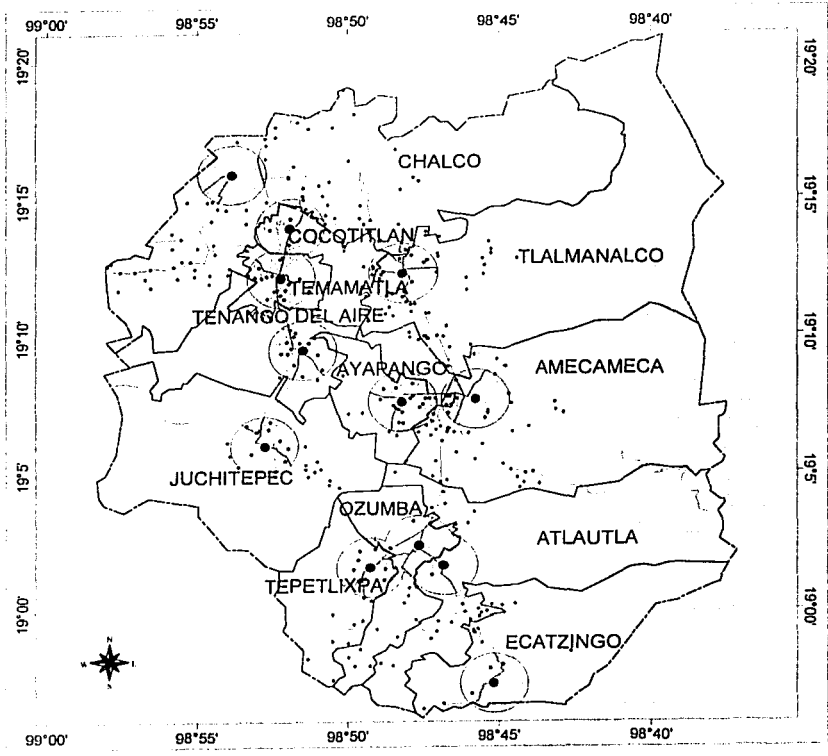 99°00' 98°55' 98°50' 98°45' 98°40'
19°20' 19°20'
CHALCO
19°15' 19°15'
COCOTITLAN
TLALMANALCO
TEMAMATLA
TENANGO DEL AIRE
19°10' 19°10'
AYAPANGO AMECAMECA
19°5' 19°5'
JUCHITEPEC
OZUMBA
ATLAUTLA
TEPETLIXPA
19°00' 19°00'
ECATZINGO
N
W E
S
99°00' 98°55' 98°50' 98°45' 98°40'